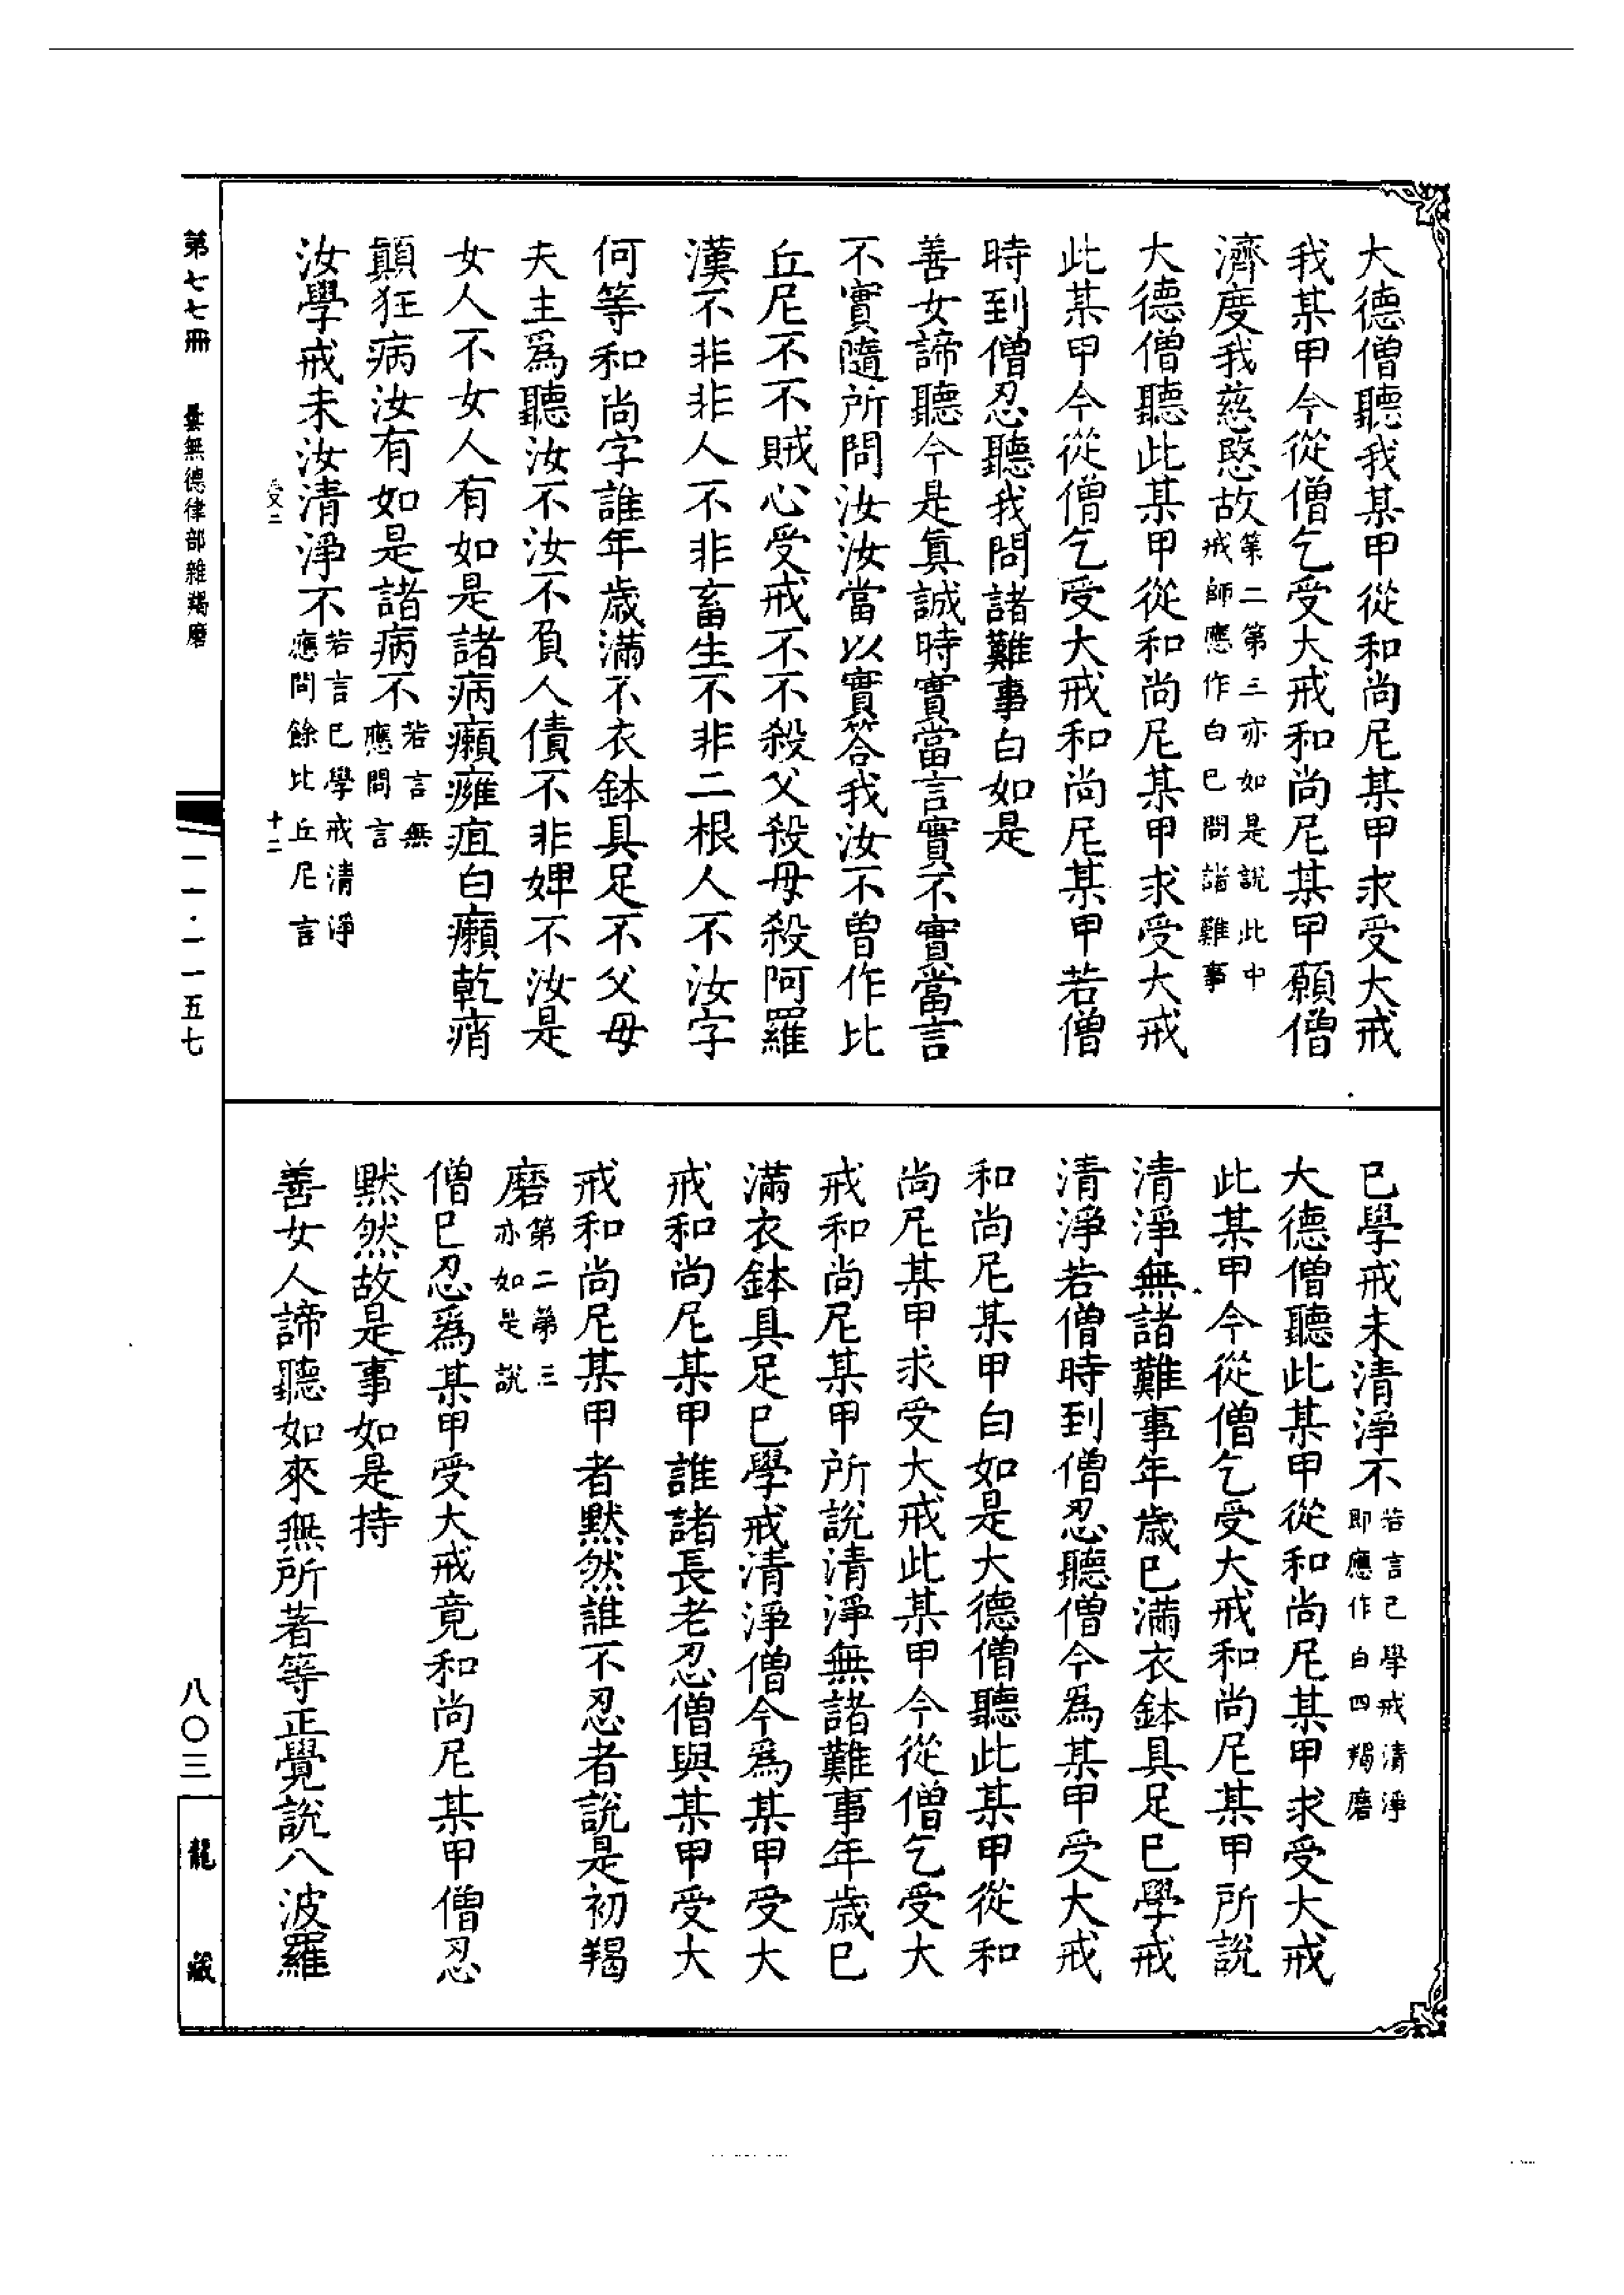 大德僧聽我某甲從和尚尼某甲求受大戒
我某甲今從僧乞受大戒和尚尼某甲願僧
濟度我慈愍故第二第三亦如是說此中戒師應作白已問諸難事
大德僧聽此某甲從和尚尼某甲求受大戒
此某甲今從僧乞受大戒和尚尼某甲若僧
時到僧忍聽我問諸難事白如是
善女諦聽今是眞誠時實當言實不實當言
不實隨所問汝汝當以實答我汝不曾作比
丘尼不不賊心受戒不不殺父殺母殺阿羅
漢不非非人不非畜生不非二根人不汝字
何等和尚字誰年歲滿不衣鉢具足不父母
夫主爲聽汝不汝不負人債不非婢不汝是
女人不女人有如是諸病癩癰疽白癩乾痟
顛狂病汝有如是諸病不若言無應問言
汝學戒未汝清淨不若言已學戒清淨應問餘比丘尼言
已學戒未清淨不若言已學戒清淨即應作白四羯磨
大德僧聽此某甲從和尚尼某甲求受大戒
此某甲今從僧乞受大戒和尚尼某甲所說
清淨無諸難事年歲已滿衣鉢具足已學戒
清淨若僧時到僧忍聽僧今爲某甲受大戒
和尚尼某甲白如是大德僧聽此某甲從和
尚尼某甲求受大戒此某甲今從僧乞受大
戒和尚尼某甲所說清淨無諸難事年歲已
滿衣鉢具足已學戒清淨僧今爲某甲受大
戒和尚尼某甲誰諸長老忍僧與某甲受大
戒和尚尼某甲者默然誰不忍者說是初羯
磨第二第三亦如是說
僧已忍爲某甲受大戒竟和尚尼某甲僧忍
默然故是事如是持
善女人諦聽如來無所著等正覺說八波羅
十二
第七七冊 曇無德律部雜羯磨
一一·一一五七
八〇三
龍藏